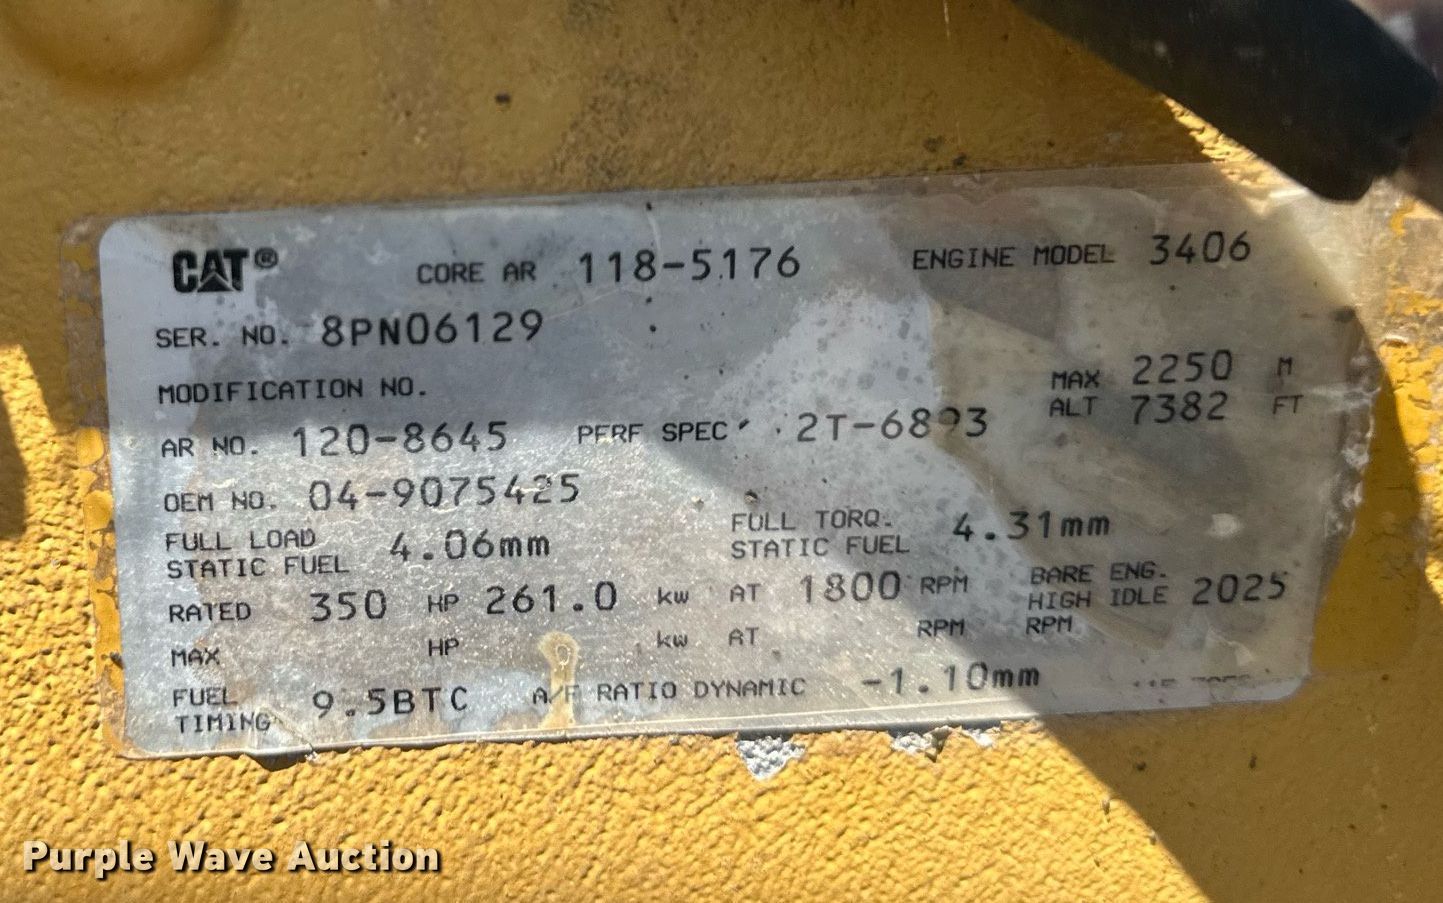 CAT® CORE AR 118-5176 ENGINE MODEL 3406
SER. NO. 8PN06129
MODIFICATION NO.
MAX ALT 2250 M 7382 FT
AR NO. 120-8645 PERF SPEC 2T-6893
OEM NO. 04-9075425
FULL LOAD STATIC FUEL 4.06mm FULL TORQ. STATIC FUEL 4.31mm
RATED 350 HP 261.0 kw AT 1800 RPM BARE ENG. HIGH IDLE RPM 2025
MAX HP kw AT RPM
FUEL TIMING 9.5BTC A/F RATIO DYNAMIC -1.10mm
Purple Wave Auction